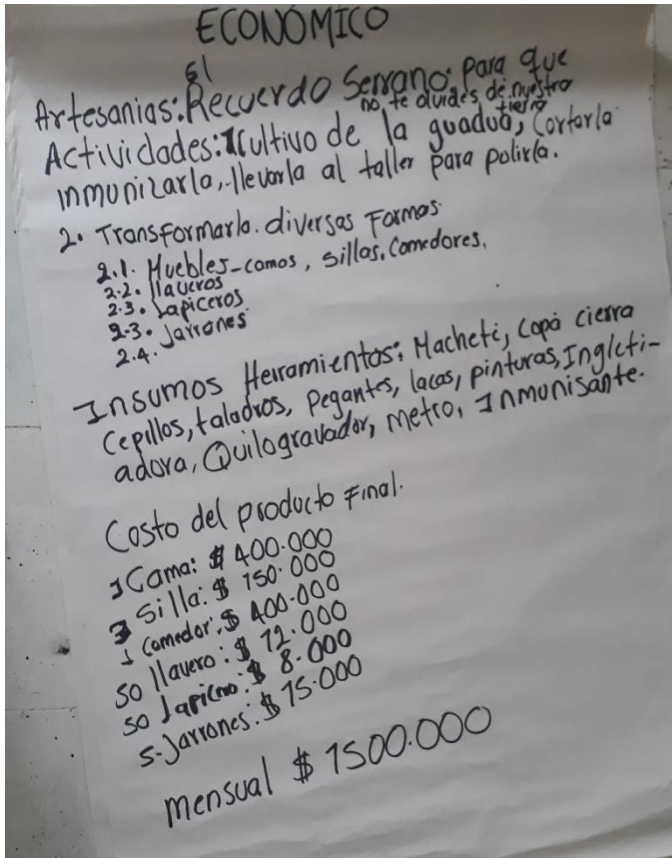 ECONÓMICO
El
Artesanias: Recuerdo Serrano: para que
no te olvides de nuestra
tierra
Actividades: 1 Cultivo de la guadua, Cortarla
inmunizarla, llevarla al taller para polirla.
2. Transformarla. diversas Formas.
2.1. Muebles-camas, sillas, Comedores.
2.2. llaveros
2.3. Lapiceros
2.3. Jarrones
2.4.
Insumos Herramientas: Machete, Copa cierra
Cepillos, taladros, pegantes, lacas, pinturas, Ingleti-
adora, Quilogravador, metro, Inmunisante.
Costo del producto Final.
1 Cama: $ 400.000
3 Silla: $ 150.000
1 Comedor: $ 400.000
50 llavero: $ 12.000
50 $ 8.000
5-Jarrones: $ 15.000
mensual $ 1500.000